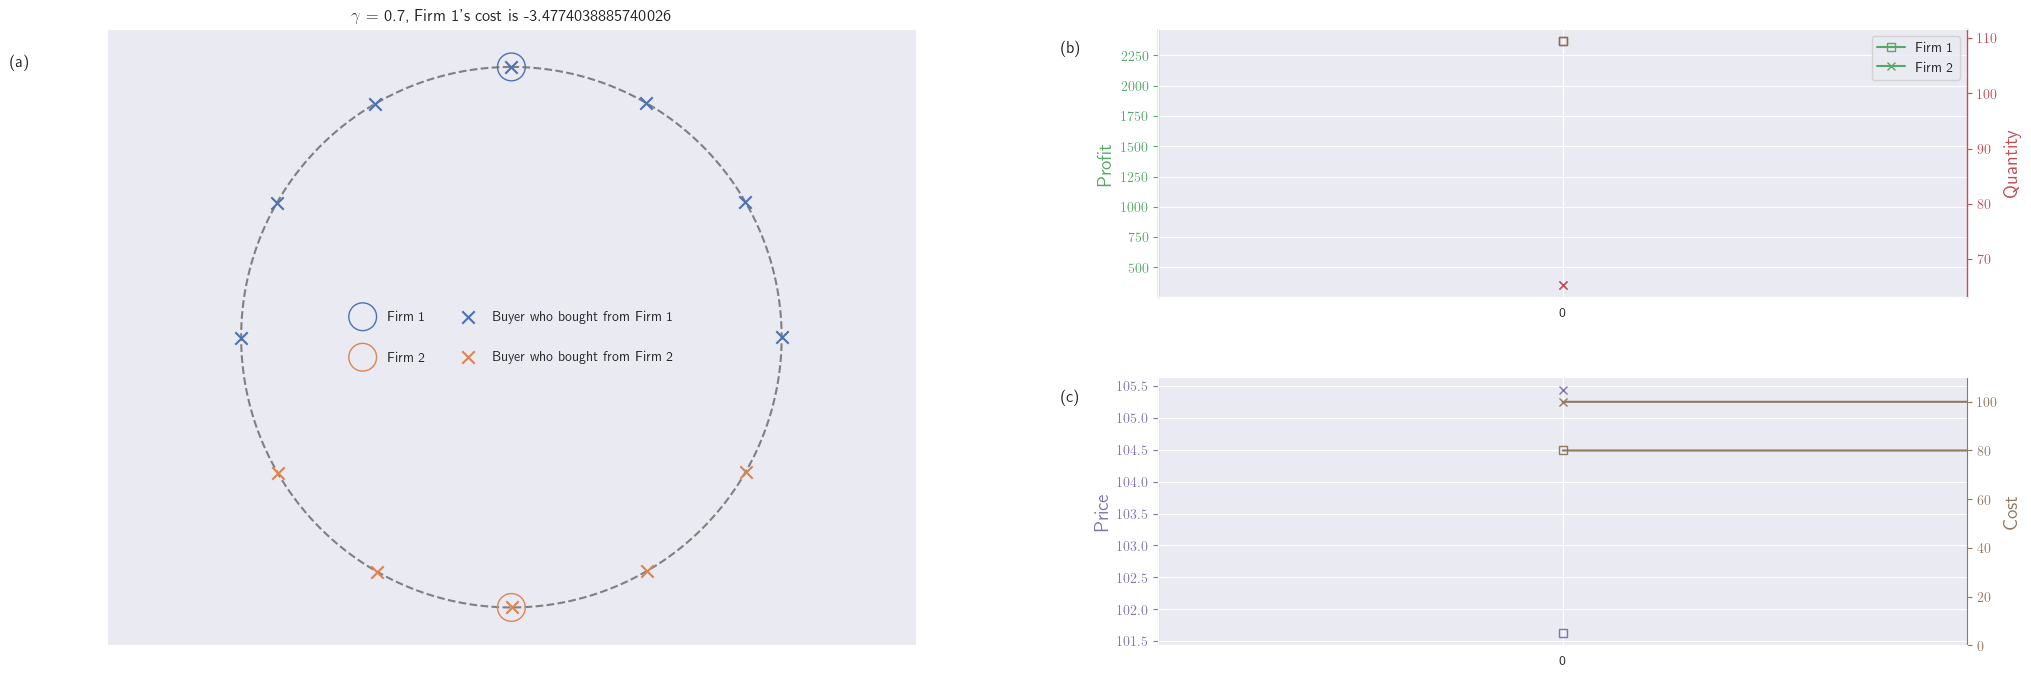 γ = 0.7, Firm 1's cost is -3.4774038885740026
(a)
Firm 1
Buyer who bought from Firm 1
Firm 2
Buyer who bought from Firm 2
(b)
Profit
2250
2000
1750
1500
1250
1000
750
500
0
Firm 1
Firm 2
110
100
90
80
70
Quantity
(c)
Price
105.5
105.0
104.5
104.0
103.5
103.0
102.5
102.0
101.5
0
100
80
60
40
20
0
Cost